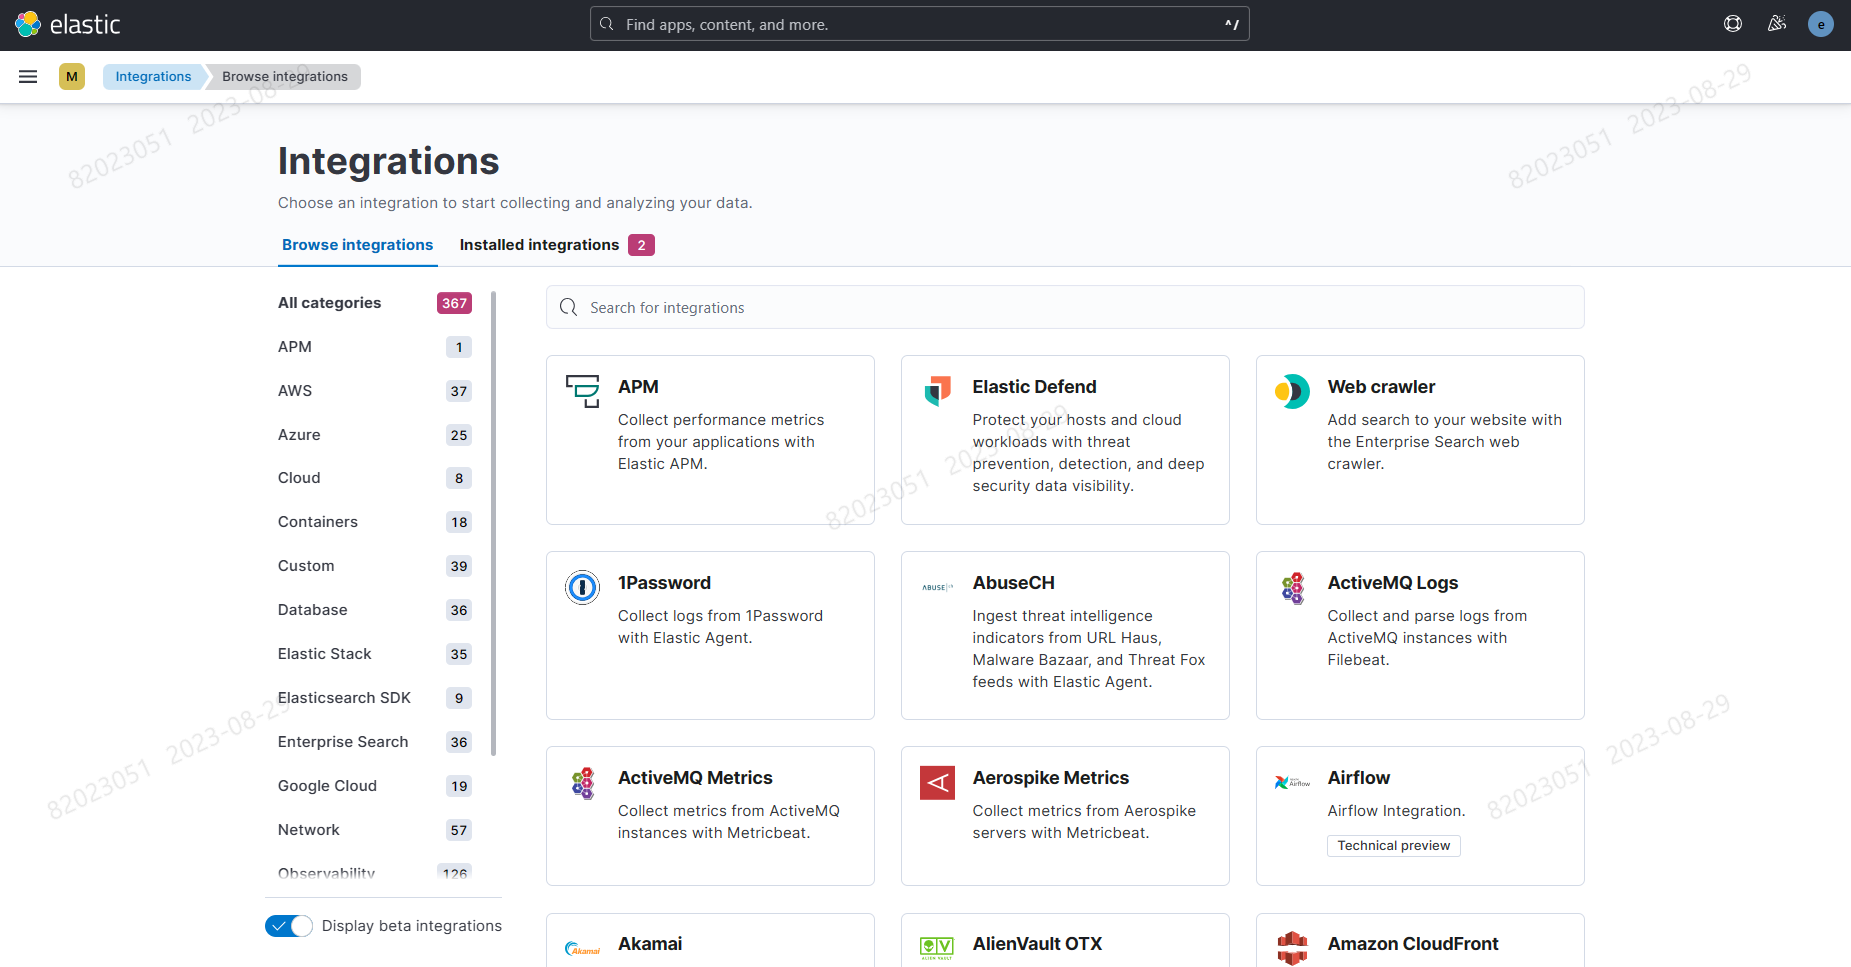 elastic
Find apps, content, and more.
^/
e
M
Integrations
Browse integrations
Integrations
Choose an integration to start collecting and analyzing your data.
Browse integrations
Installed integrations
2
All categories
367
APM
1
AWS
37
Azure
25
Cloud
8
Containers
18
Custom
39
Database
36
Elastic Stack
35
Elasticsearch SDK
9
Enterprise Search
36
Google Cloud
19
Network
57
Observability
126
Display beta integrations
Search for integrations
APM
Collect performance metrics
from your applications with
Elastic APM.
Elastic Defend
Protect your hosts and cloud
workloads with threat
prevention, detection, and deep
security data visibility.
Web crawler
Add search to your website with
the Enterprise Search web
crawler.
1Password
Collect logs from 1Password
with Elastic Agent.
ABUSE|ch
AbuseCH
Ingest threat intelligence
indicators from URL Haus,
Malware Bazaar, and Threat Fox
feeds with Elastic Agent.
ActiveMQ Logs
Collect and parse logs from
ActiveMQ instances with
Filebeat.
ActiveMQ Metrics
Collect metrics from ActiveMQ
instances with Metricbeat.
Aerospike Metrics
Collect metrics from Aerospike
servers with Metricbeat.
Airflow
Airflow
Airflow Integration.
Technical preview
Akamai
Akamai
ALIEN VAULT
AlienVault OTX
Amazon CloudFront
82023051 2023-08-29
82023051 2023-08-29
82023051 2023-08-29
82023051 2023-08-29
82023051 2023-08-29